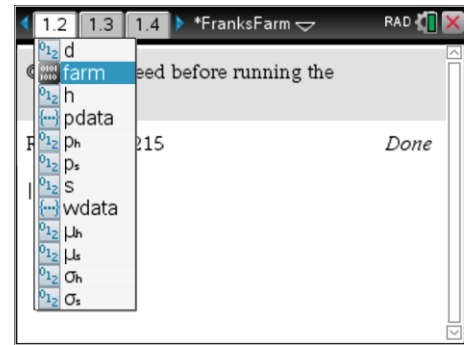 1.2 1.3 1.4 *FranksFarm RAD
d
farm eed before running the
h
pdata
pₕ 215 Done
pₛ
s
wdata
μₕ
μₛ
σₕ
σₛ